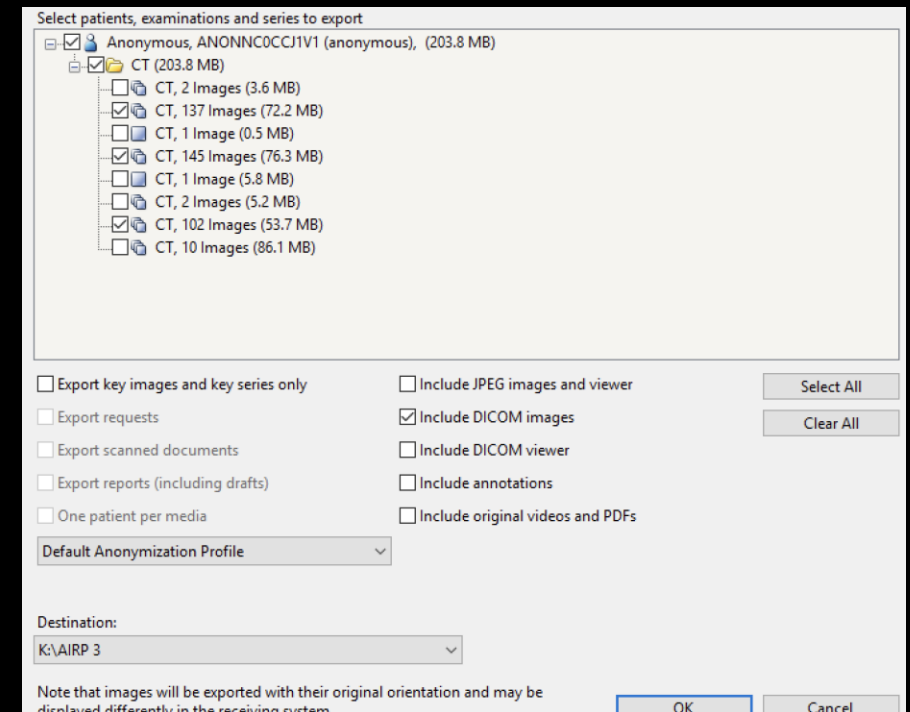 Select patients, examinations and series to export
Anonymous, ANONNC0CCJ1V1 (anonymous), (203.8 MB)
CT (203.8 MB)
CT, 2 Images (3.6 MB)
CT, 137 Images (72.2 MB)
CT, 1 Image (0.5 MB)
CT, 145 Images (76.3 MB)
CT, 1 Image (5.8 MB)
CT, 2 Images (5.2 MB)
CT, 102 Images (53.7 MB)
CT, 10 Images (86.1 MB)
Export key images and key series only
Include JPEG images and viewer
Select All
Export requests
Include DICOM images
Clear All
Export scanned documents
Include DICOM viewer
Export reports (including drafts)
Include annotations
One patient per media
Include original videos and PDFs
Default Anonymization Profile
Destination:
K:\AIRP 3
Note that images will be exported with their original orientation and may be
displayed differently in the receiving system
OK
Cancel